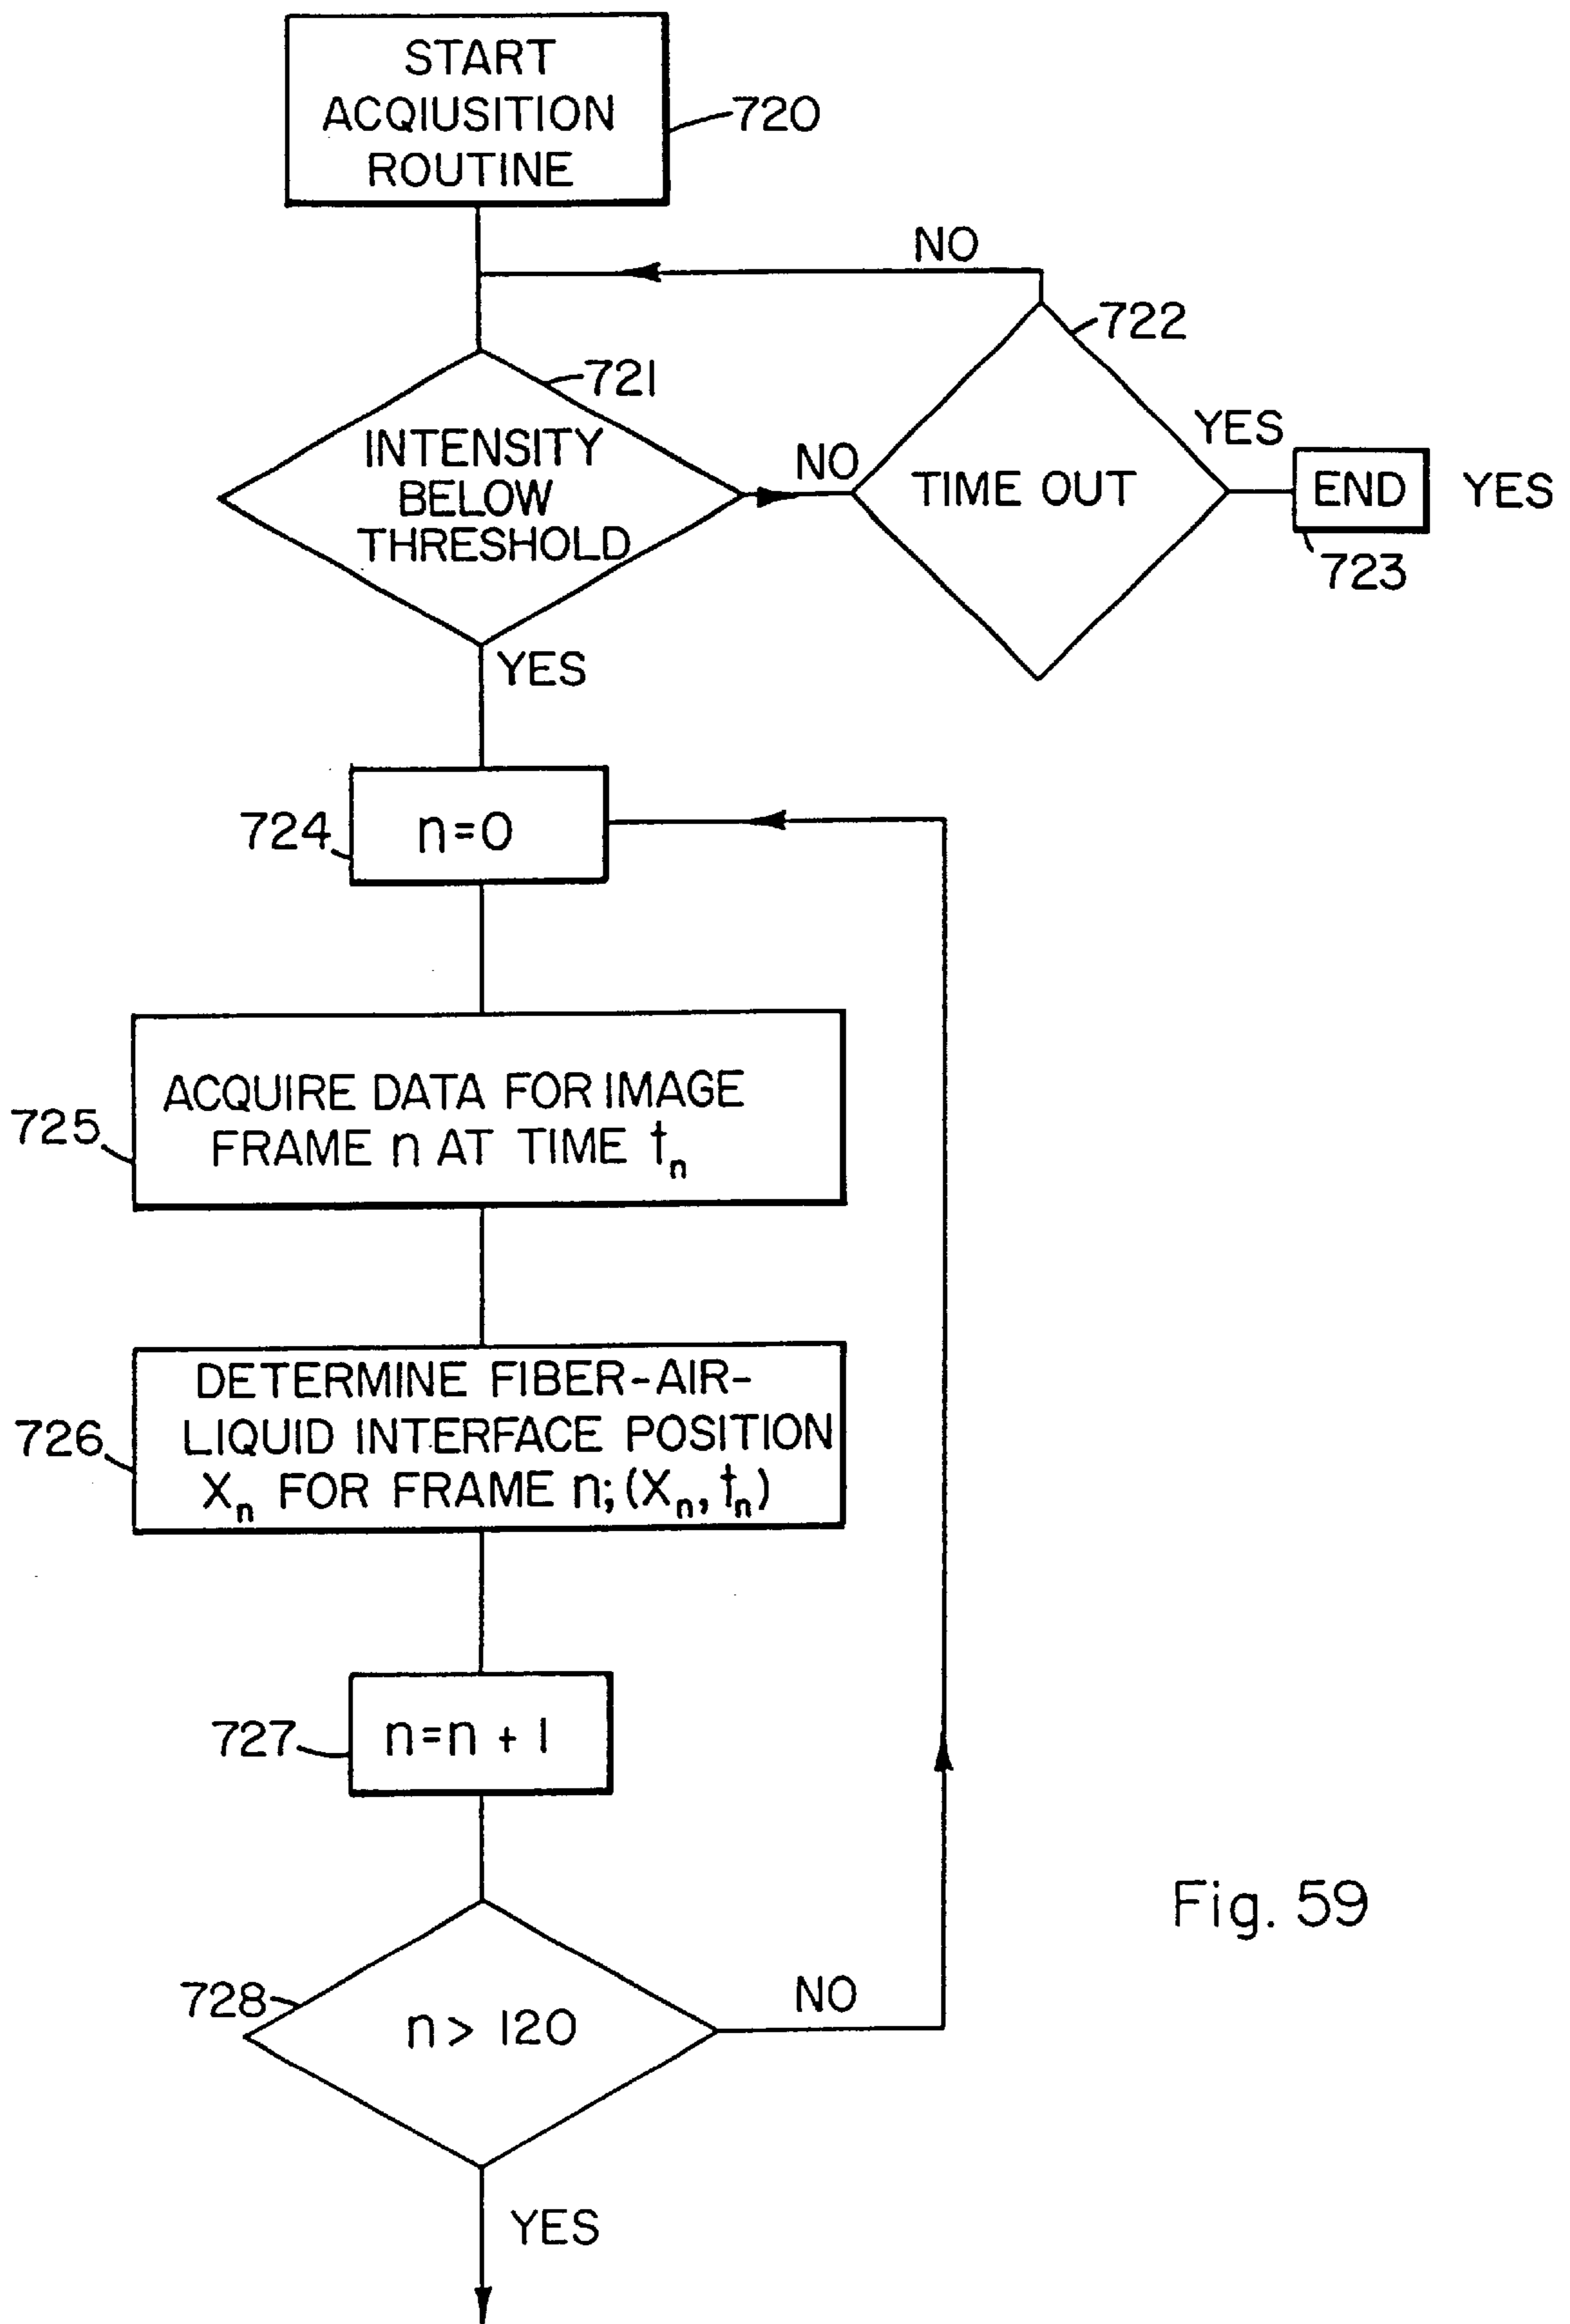 START
ACQIUSITION
ROUTINE
720
NO
722
721
INTENSITY
BELOW
THRESHOLD
NO
TIME OUT
YES
END
YES
723
YES
724
n=0
725
ACQUIRE DATA FOR IMAGE
FRAME n AT TIME tₙ
726
DETERMINE FIBER-AIR-
LIQUID INTERFACE POSITION
Xₙ FOR FRAME n; (Xₙ, tₙ)
727
n=n + 1
728
n > 120
NO
YES
Fig. 59